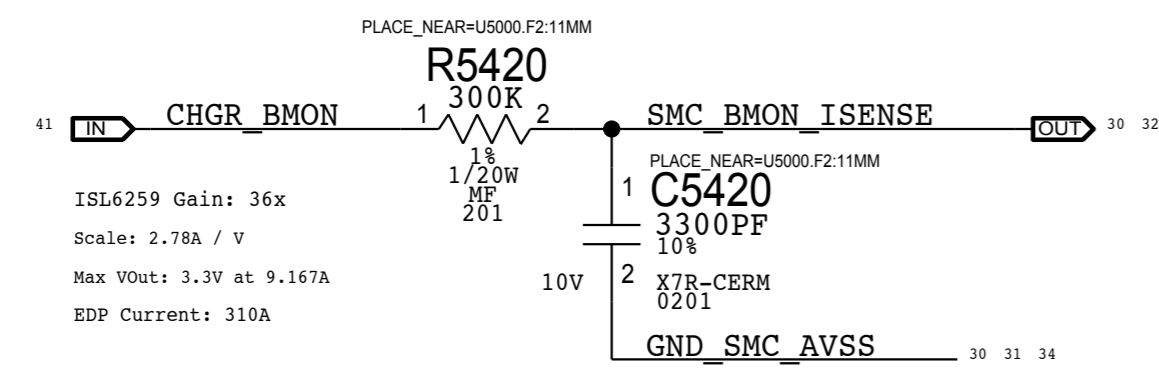 PLACE_NEAR=U5000.F2:11MM
R5420
300K
41 IN CHGR_BMON 1 2 SMC_BMON_ISENSE OUT 30 32
1%
1/20W
MF
201
PLACE_NEAR=U5000.F2:11MM
1 C5420
3300PF
10%
10V 2 X7R-CERM
0201
ISL6259 Gain: 36x
Scale: 2.78A / V
Max VOut: 3.3V at 9.167A
EDP Current: 310A
GND_SMC_AVSS 30 31 34